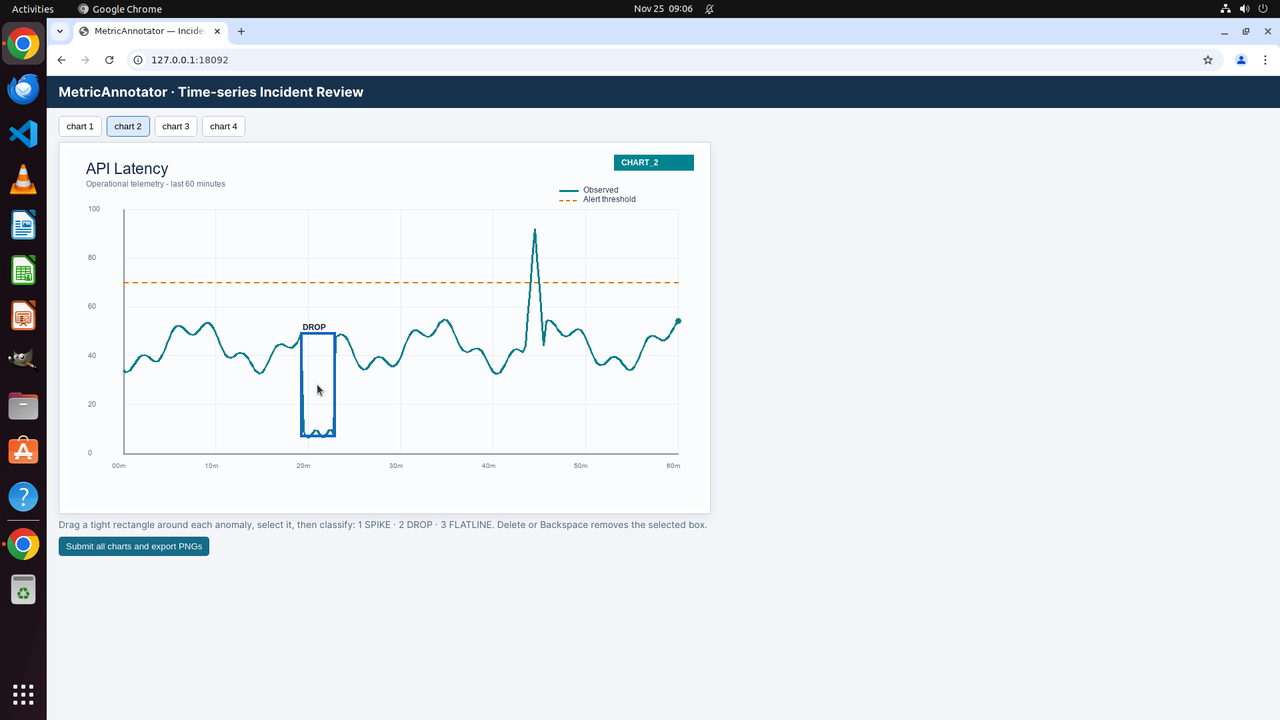 Activities
Google Chrome
Nov 25 09:06
MetricAnnotator — Incide
127.0.0.1:18092
MetricAnnotator · Time-series Incident Review
chart 1
chart 2
chart 3
chart 4
CHART_2
API Latency
Operational telemetry - last 60 minutes
Observed
Alert threshold
100
80
60
40
20
0
DROP
00m
10m
20m
30m
40m
50m
60m
Drag a tight rectangle around each anomaly, select it, then classify: 1 SPIKE · 2 DROP · 3 FLATLINE. Delete or Backspace removes the selected box.
Submit all charts and export PNGs